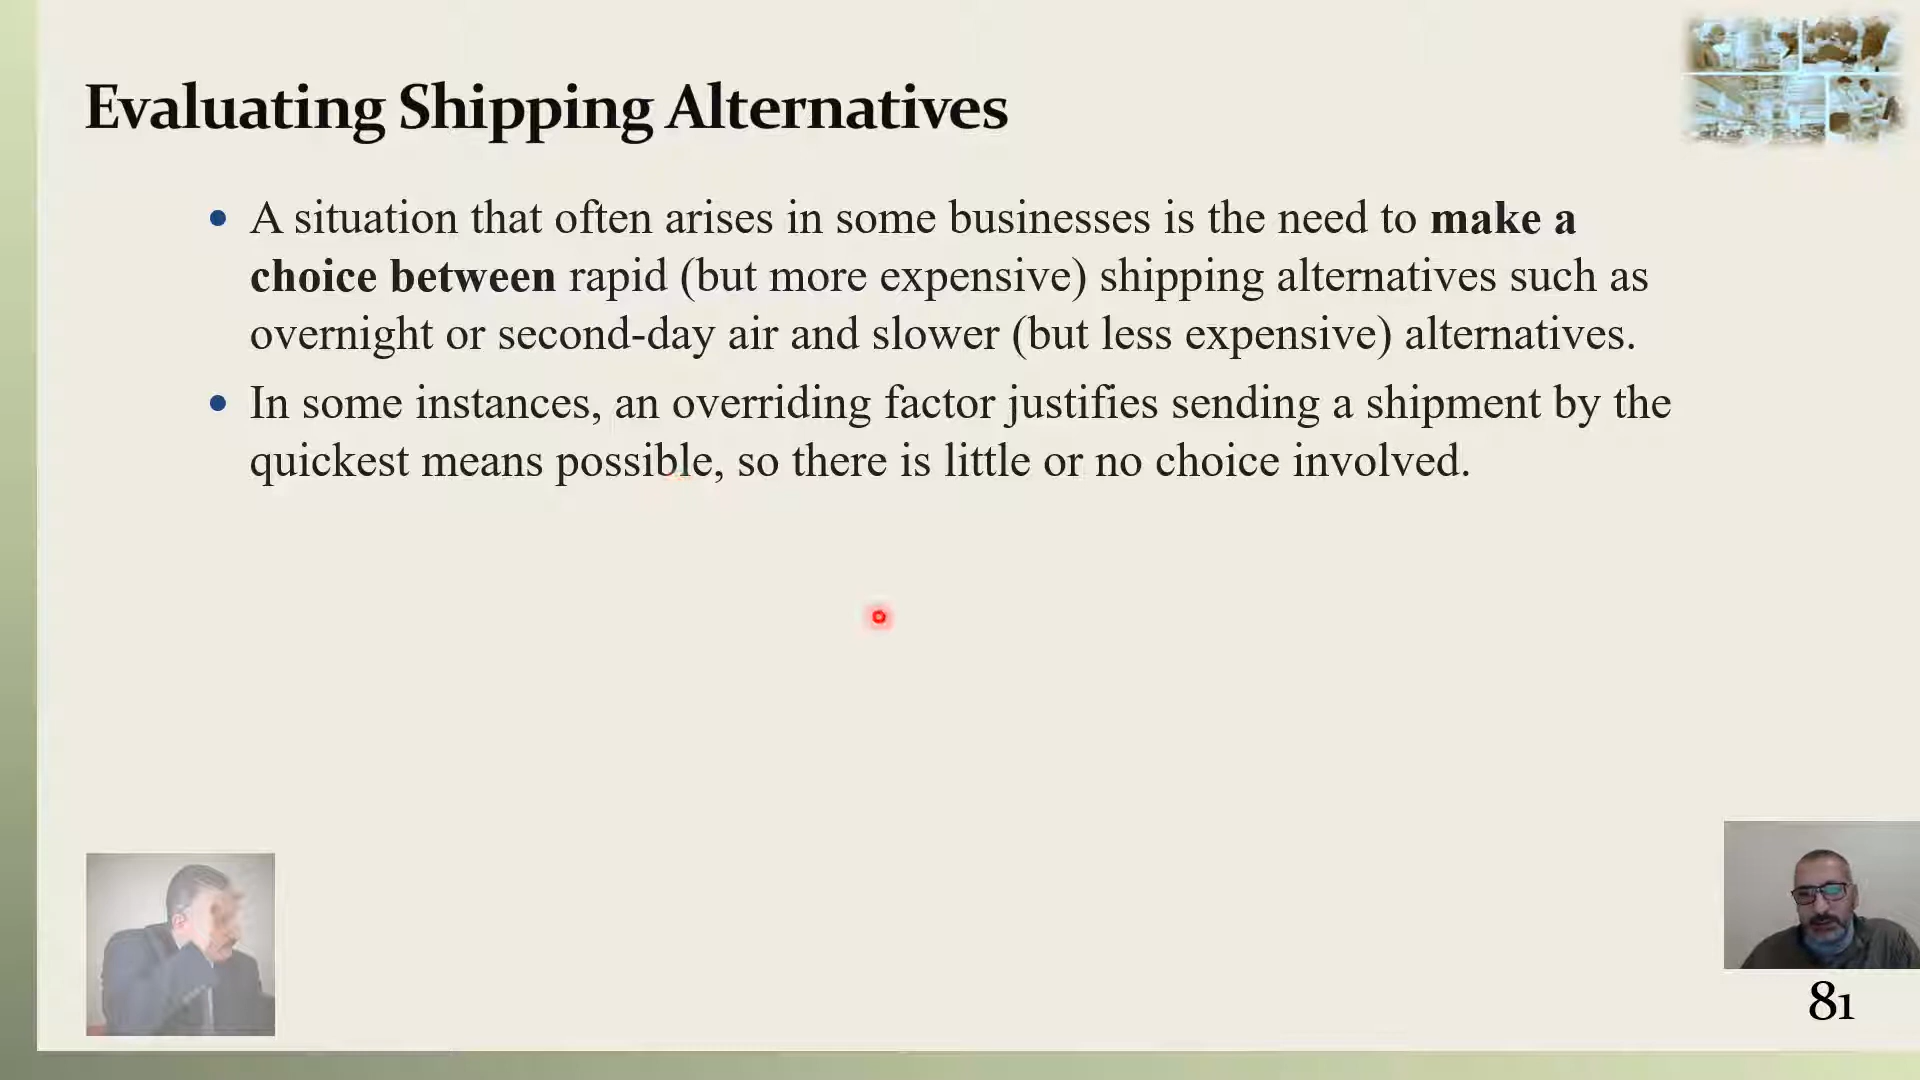 Evaluating Shipping Alternatives
• A situation that often arises in some businesses is the need to make a
choice between rapid (but more expensive) shipping alternatives such as
overnight or second-day air and slower (but less expensive) alternatives.
• In some instances, an overriding factor justifies sending a shipment by the
quickest means possible, so there is little or no choice involved.
81